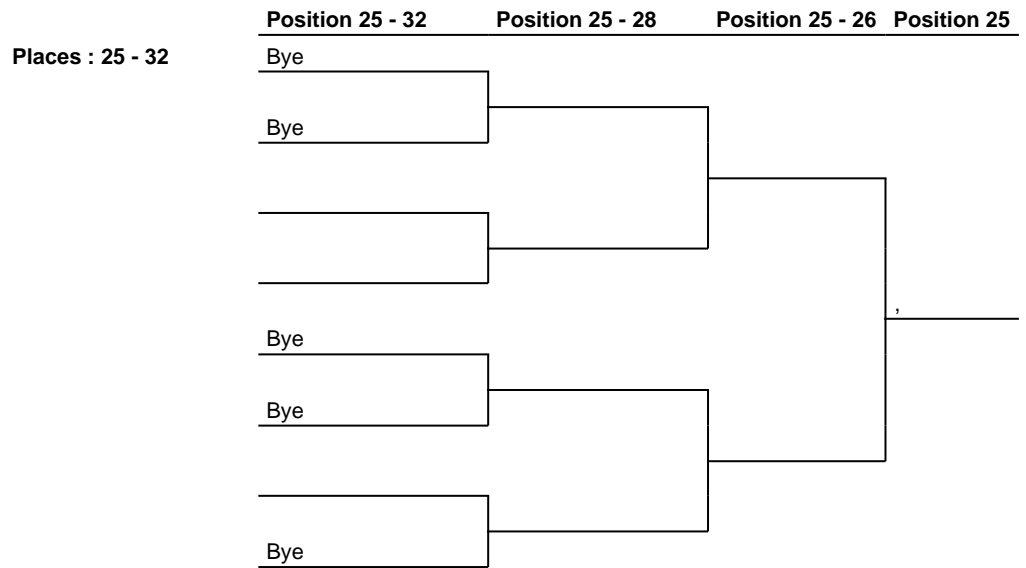 Position 25 - 32 Position 25 - 28 Position 25 - 26 Position 25
Places : 25 - 32 Bye
Bye
,
Bye
Bye
Bye